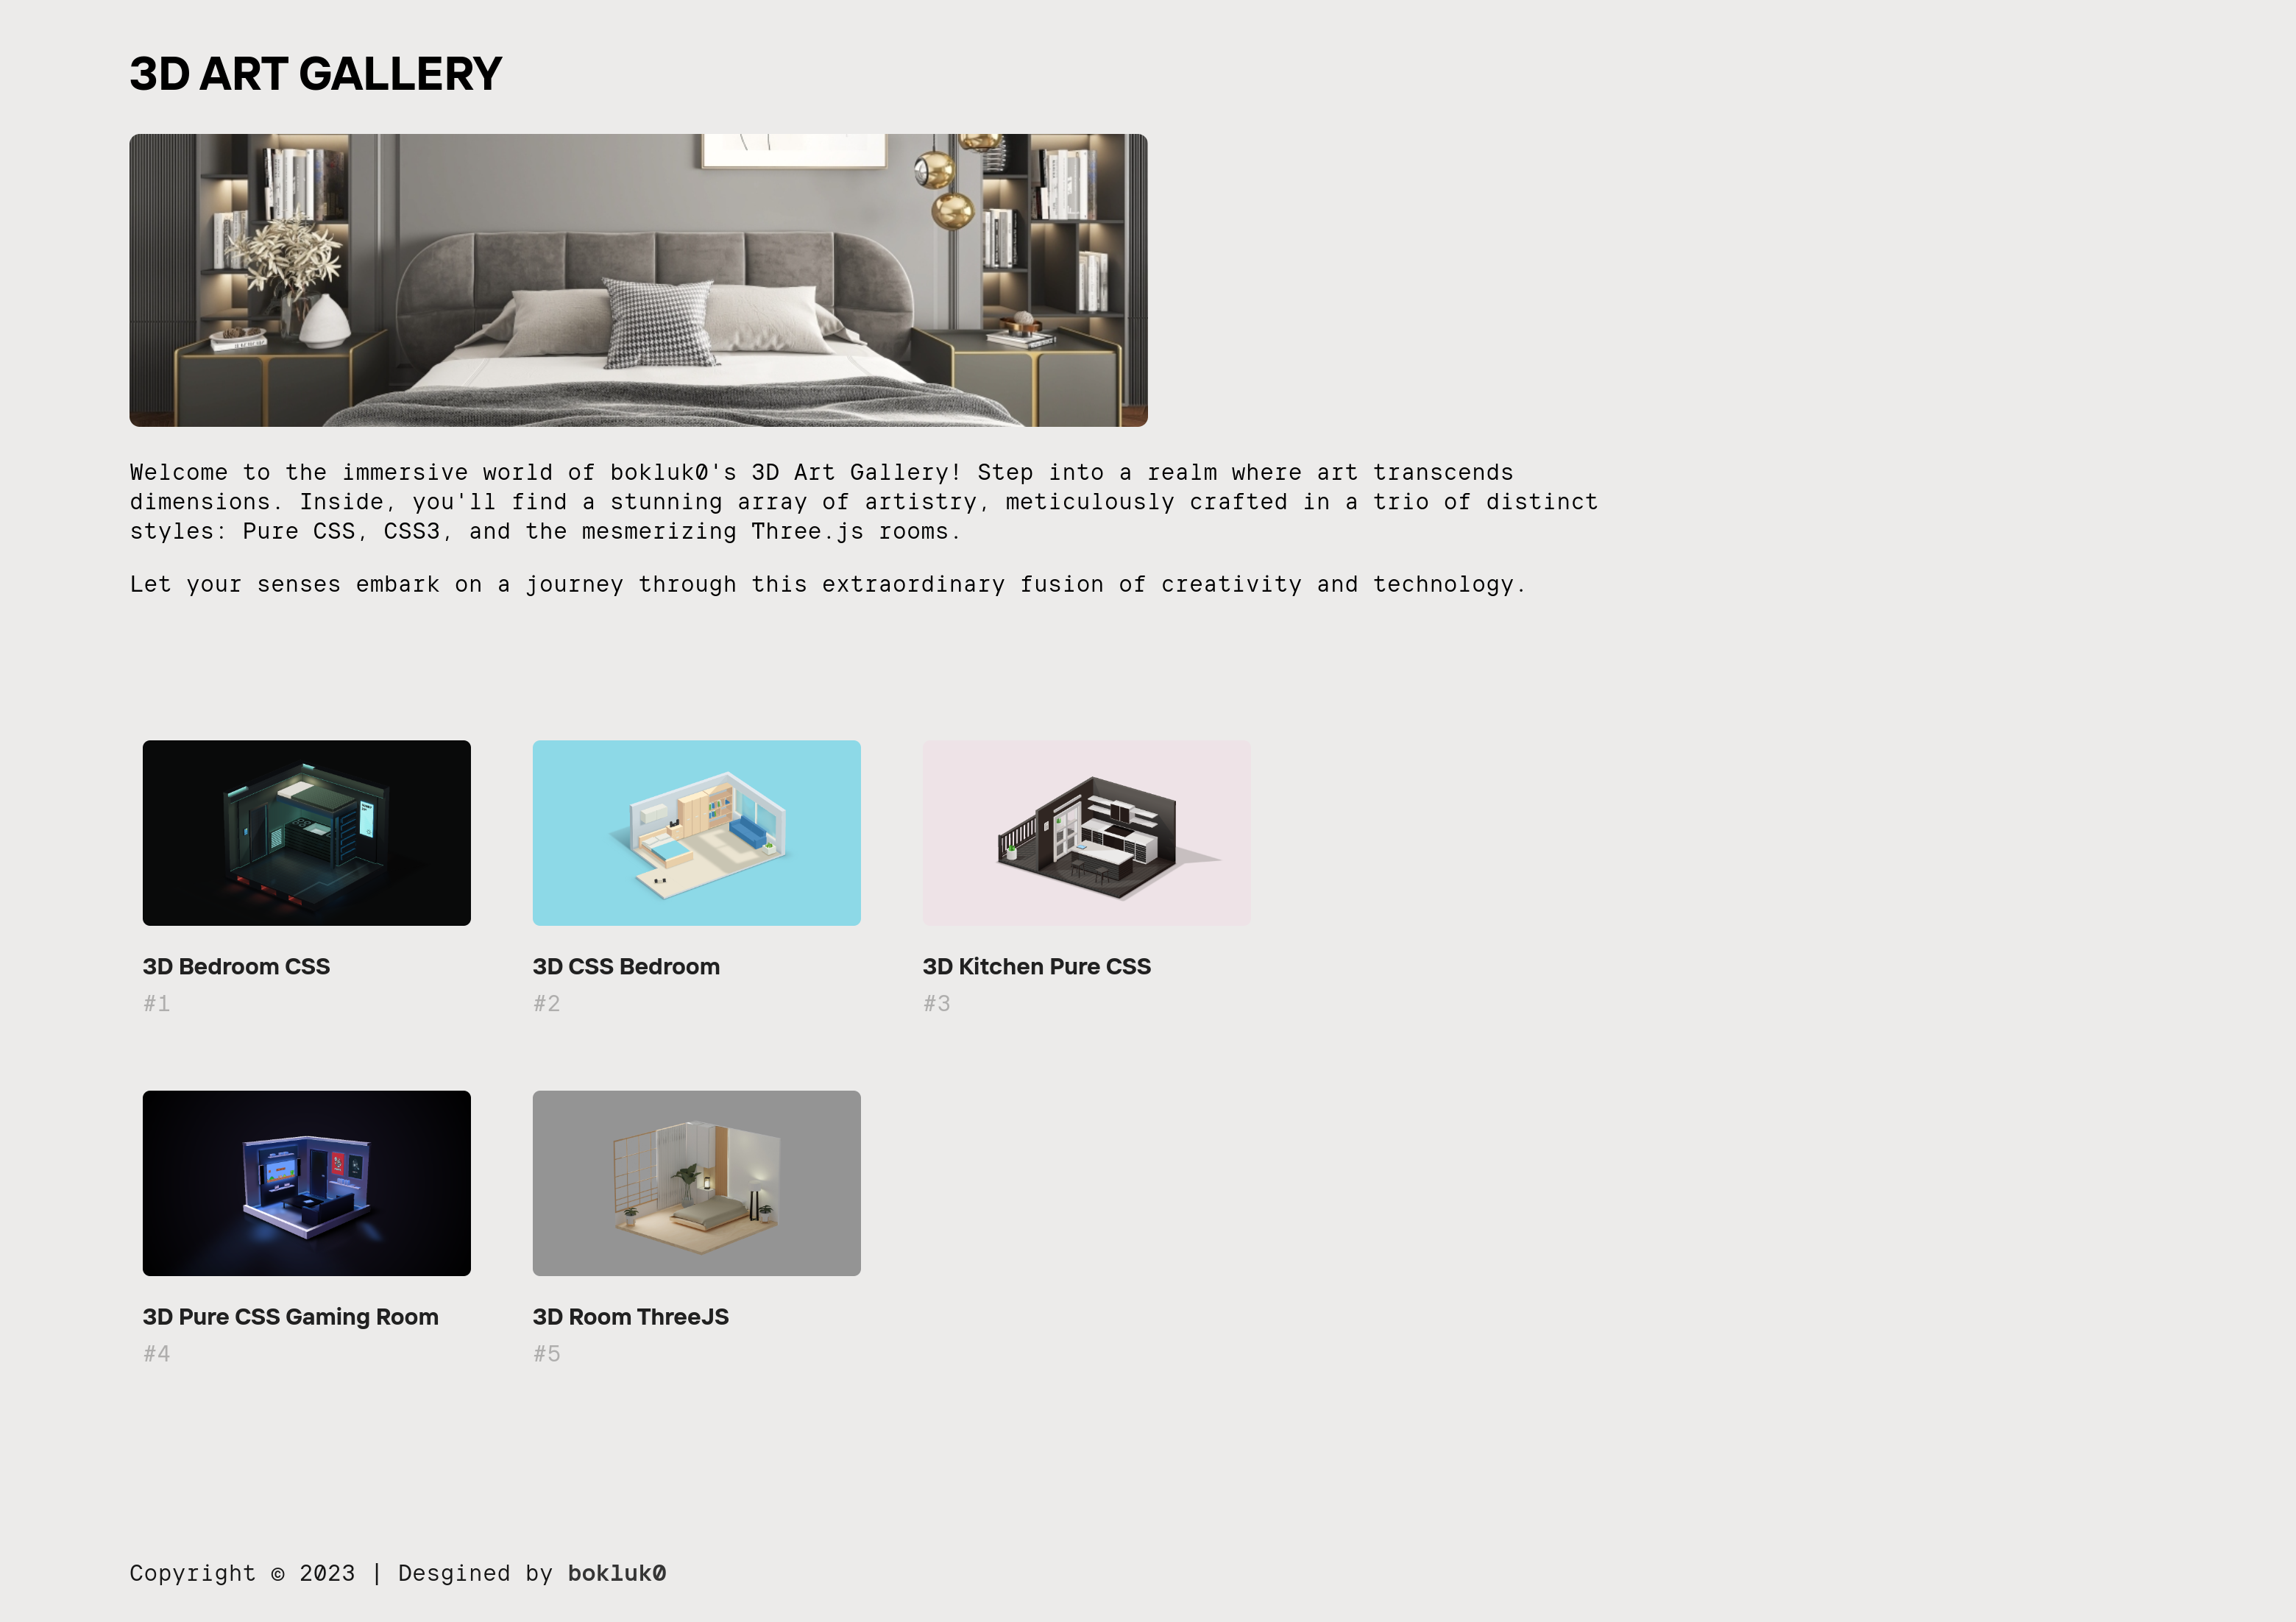 3D ART GALLERY
Welcome to the immersive world of bokluk0's 3D Art Gallery! Step into a realm where art transcends
dimensions. Inside, you'll find a stunning array of artistry, meticulously crafted in a trio of distinct
styles: Pure CSS, CSS3, and the mesmerizing Three.js rooms.
Let your senses embark on a journey through this extraordinary fusion of creativity and technology.
3D Bedroom CSS
#1
3D CSS Bedroom
#2
3D Kitchen Pure CSS
#3
3D Pure CSS Gaming Room
#4
3D Room ThreeJS
#5
Copyright © 2023 | Desgined by bokluk0